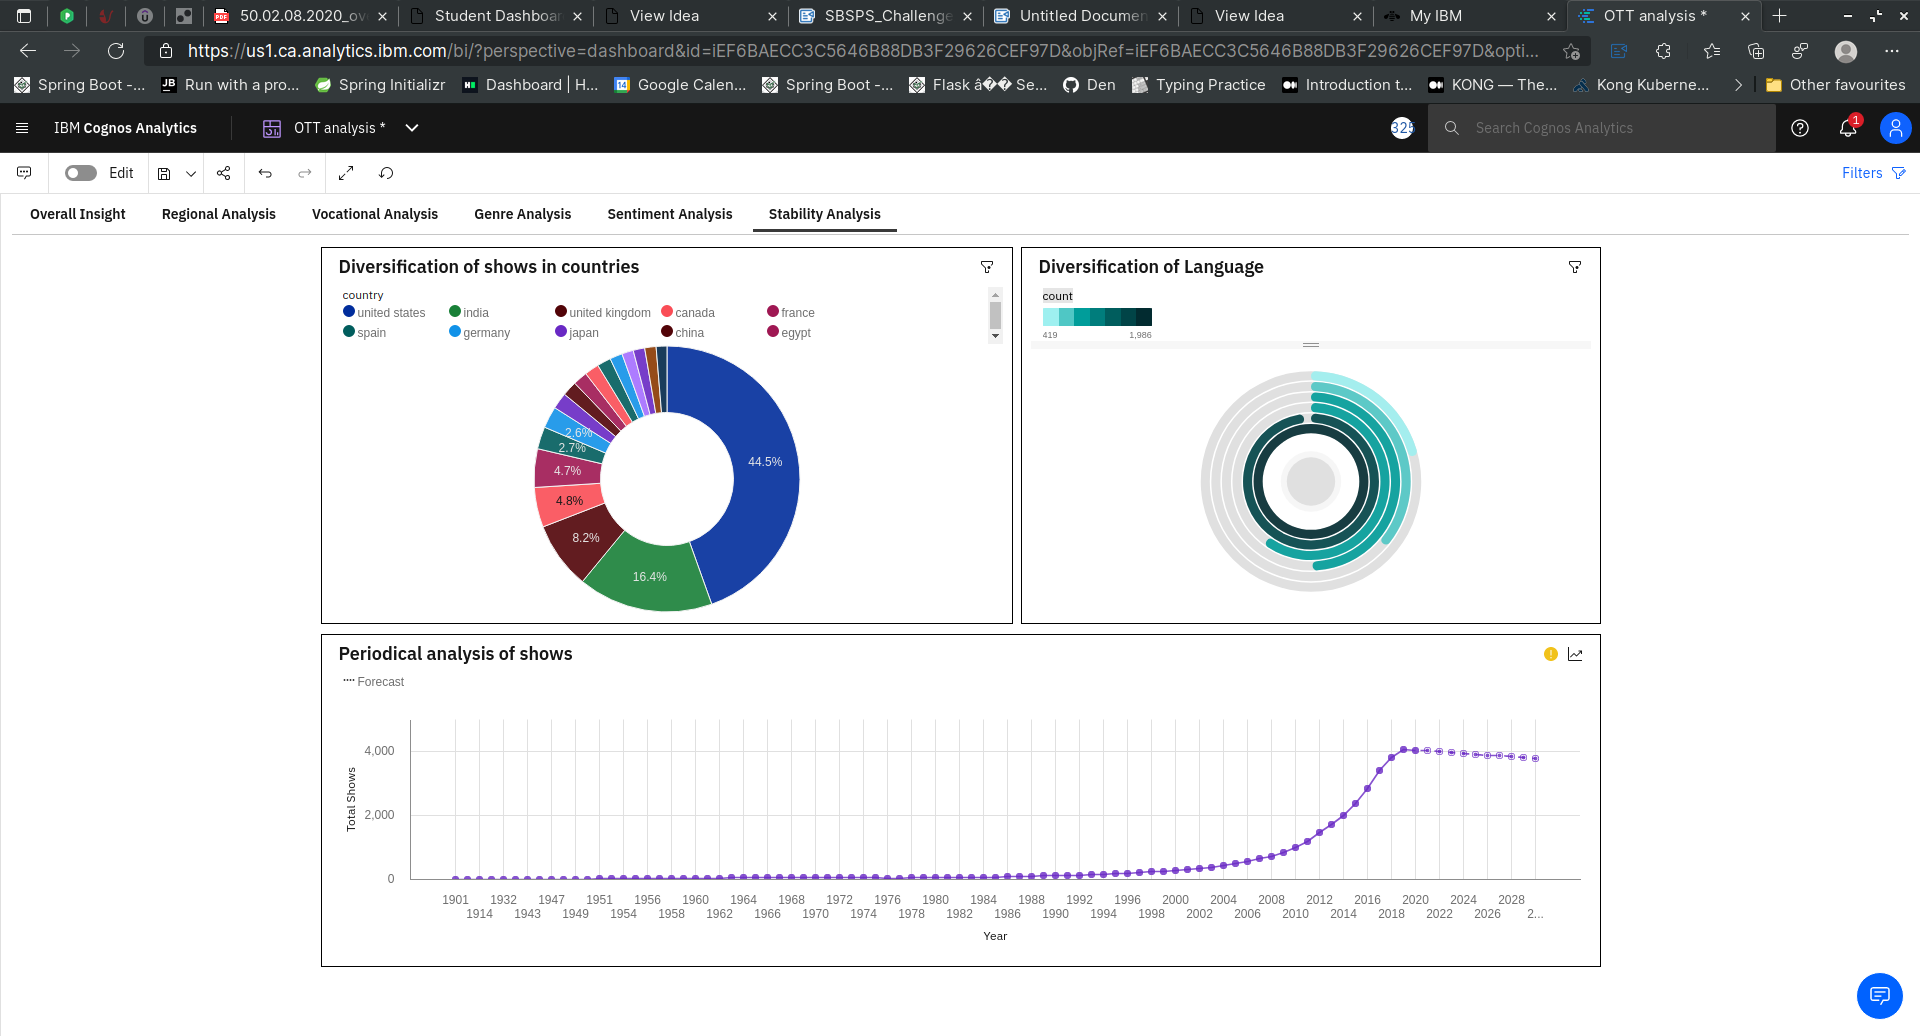 50.02.08.2020_ov
Student Dashboar
View Idea
SBSPS_Challenge
Untitled Documen
View Idea
My IBM
OTT analysis *
https://us1.ca.analytics.ibm.com/bi/?perspective=dashboard&id=iEF6BAECC3C5646B88DB3F29626CEF97D&objRef=iEF6BAECC3C5646B88DB3F29626CEF97D&opti...
Spring Boot -... Run with a pro... Spring Initializr Dashboard | H... Google Calen... Spring Boot -... Flask â�� Se... Den Typing Practice Introduction t... KONG — The... Kong Kuberne... Other favourites
IBM Cognos Analytics OTT analysis * 325 Search Cognos Analytics 1
Edit Filters
Overall Insight Regional Analysis Vocational Analysis Genre Analysis Sentiment Analysis Stability Analysis
Diversification of shows in countries
country
united states india united kingdom canada france
spain germany japan china egypt
44.5%
16.4%
8.2%
4.8%
4.7%
2.7%
2.6%
Diversification of Language
count
419 1,986
Periodical analysis of shows
Forecast
Total Shows
4,000
2,000
0
1901 1932 1947 1951 1956 1960 1964 1968 1972 1976 1980 1984 1988 1992 1996 2000 2004 2008 2012 2016 2020 2024 2028
1914 1943 1949 1954 1958 1962 1966 1970 1974 1978 1982 1986 1990 1994 1998 2002 2006 2010 2014 2018 2022 2026 2...
Year